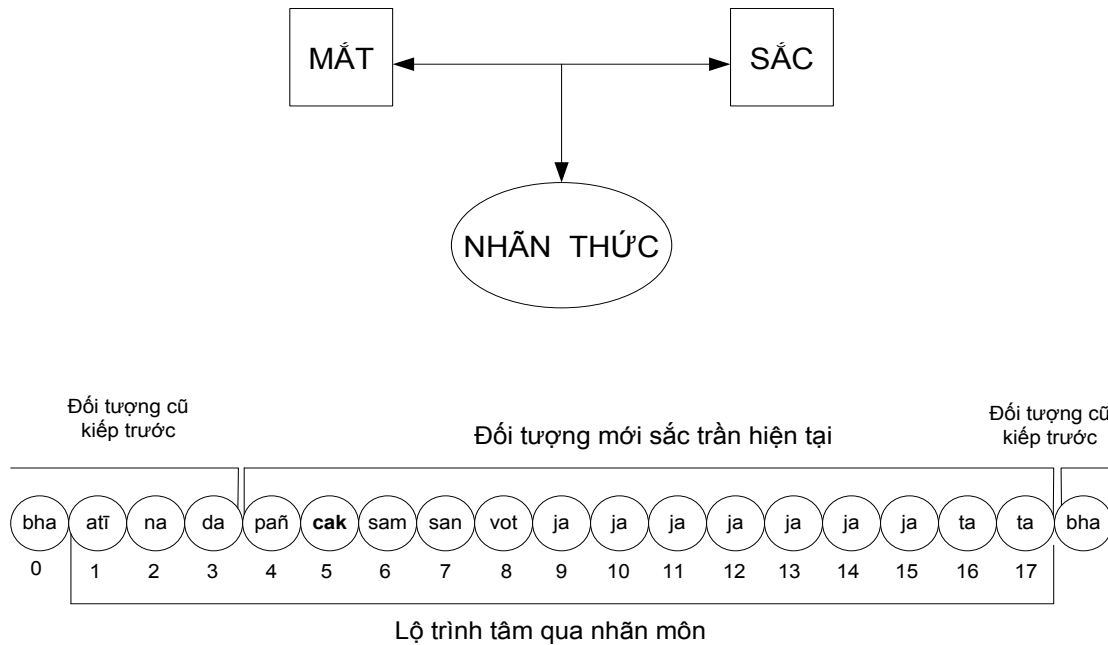 MẮT
SẮC
NHÃN THỨC
Đối tượng cũ
kiếp trước
Đối tượng mới sắc trần hiện tại
Đối tượng cũ
kiếp trước
bha atī na da pañ cak sam san vot ja ja ja ja ja ja ja ta ta bha
0 1 2 3 4 5 6 7 8 9 10 11 12 13 14 15 16 17
Lộ trình tâm qua nhãn môn